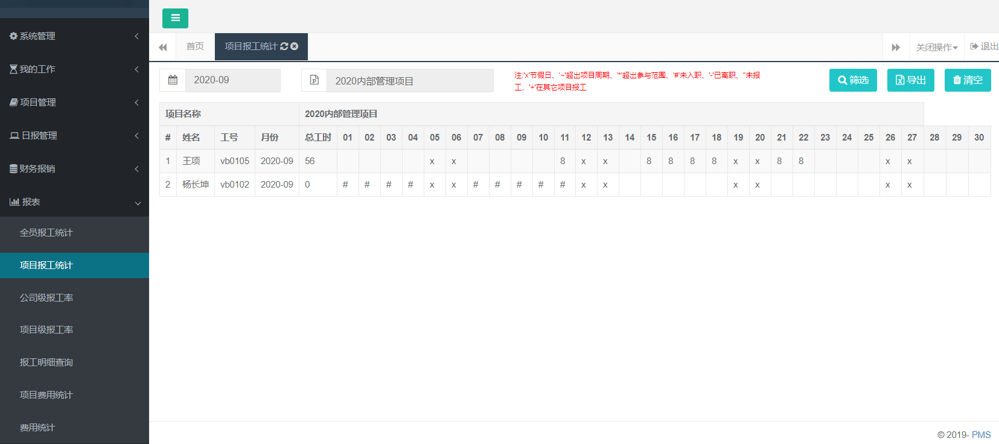 系统管理
我的工作
项目管理
日报管理
财务报销
报表
全员报工统计
项目报工统计
公司级报工率
项目级报工率
报工明细查询
项目费用统计
费用统计
首页
项目报工统计
关闭操作
退出
2020-09
2020内部管理项目
注:'x'节假日、'~'超出项目周期、'*'超出参与范围、'#'未入职、'-'已离职、''未报
工、'+'在其它项目报工
筛选
导出
清空
项目名称 2020内部管理项目
# 姓名 工号 月份 总工时 01 02 03 04 05 06 07 08 09 10 11 12 13 14 15 16 17 18 19 20 21 22 23 24 25 26 27 28 29 30
1 王项 vb0105 2020-09 56 x x 8 x x 8 8 8 8 x x 8 8 x x
2 杨长坤 vb0102 2020-09 0 # # # # x x # # # # # x x x x x x
© 2019- PMS